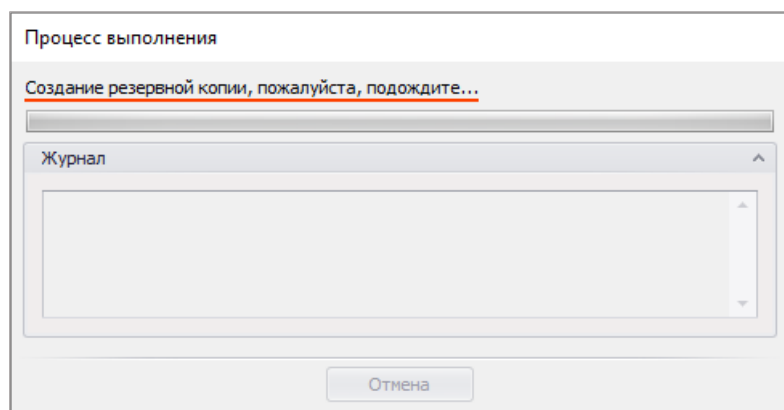 Процесс выполнения
Создание резервной копии, пожалуйста, подождите...
Журнал
Отмена